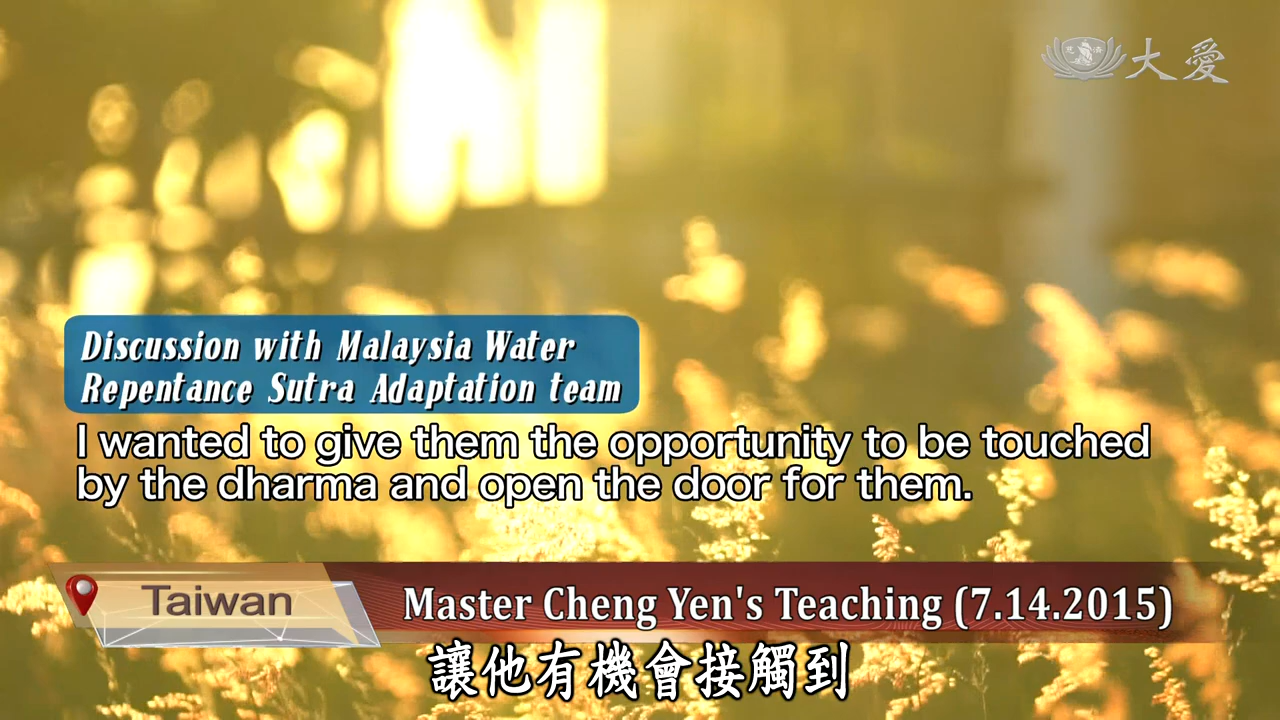 大愛
Discussion with Malaysia Water
Repentance Sutra Adaptation team
I wanted to give them the opportunity to be touched
by the dharma and open the door for them.
Taiwan
Master Cheng Yen's Teaching (7.14.2015)
讓他有機會接觸到